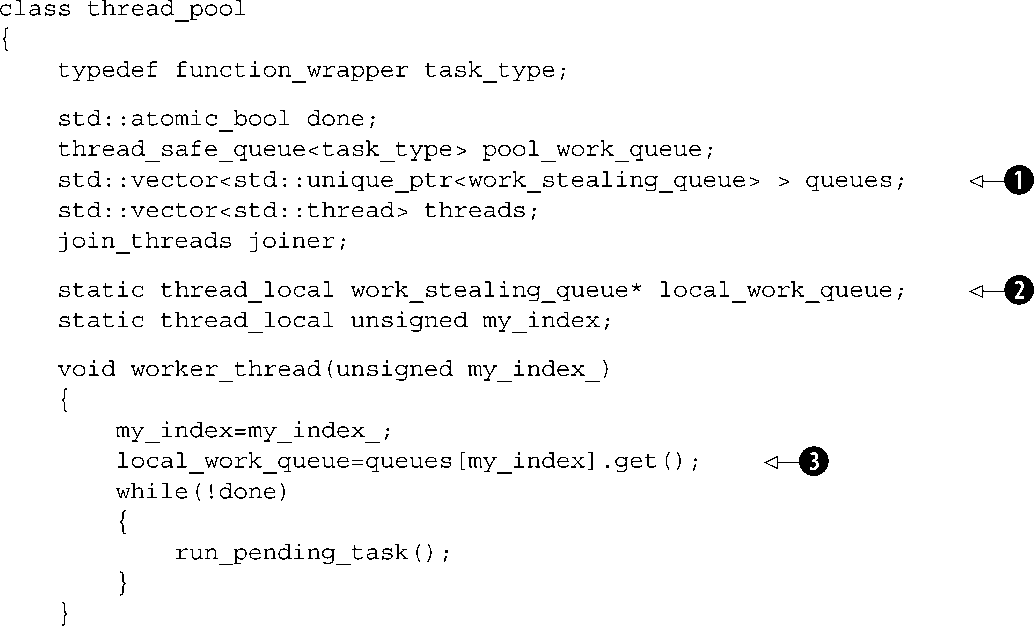 class thread_pool
{
    typedef function_wrapper task_type;
    std::atomic_bool done;
    thread_safe_queue<task_type> pool_work_queue;
    std::vector<std::unique_ptr<work_stealing_queue> > queues; 1
    std::vector<std::thread> threads;
    join_threads joiner;
    static thread_local work_stealing_queue* local_work_queue; 2
    static thread_local unsigned my_index;
    void worker_thread(unsigned my_index_)
    {
        my_index=my_index_;
        local_work_queue=queues[my_index].get(); 3
        while(!done)
        {
            run_pending_task();
        }
    }